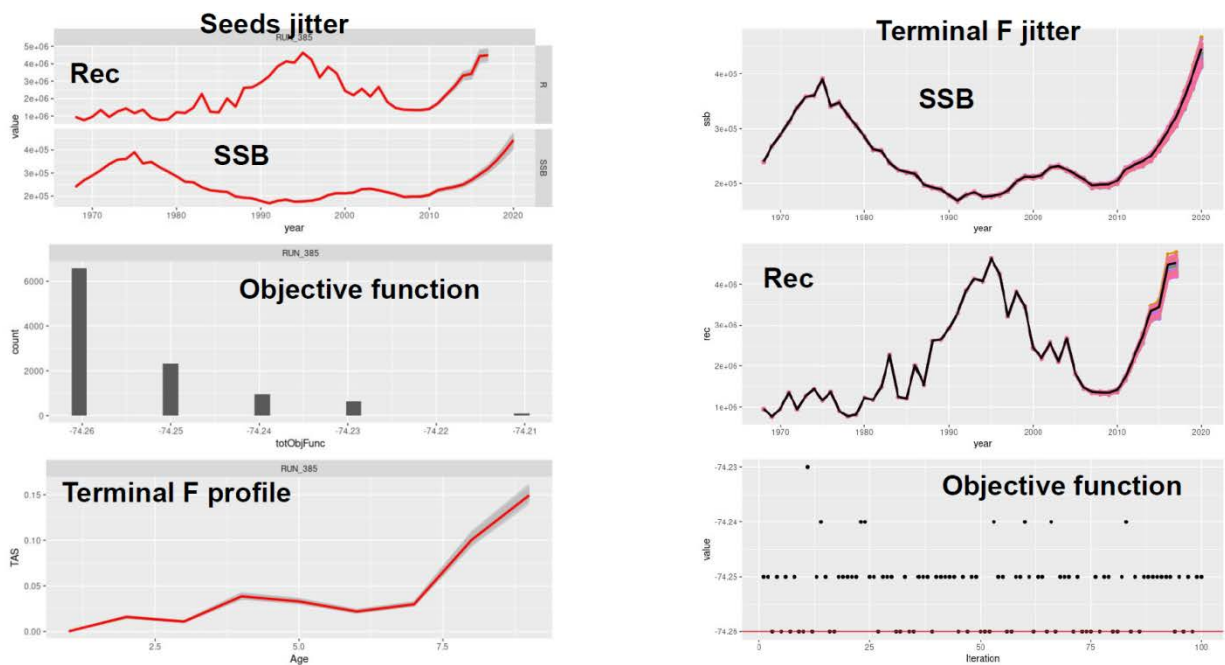 Seeds jitter
RUN_385
5e+06
Rec
4e+06
3e+06
2e+06
1e+06
R
value
SSB
4e+05
3e+05
2e+05
SSB
1970 1980 1990 2000 2010 2020
year
RUN_385
Objective function
6000
4000
2000
0
count
-74.26 -74.25 -74.24 -74.23 -74.22 -74.21
totObjFunc
RUN_385
Terminal F profile
0.15
0.10
0.05
0.00
TAS
2.5 5.0 7.5
Age
Terminal F jitter
SSB
4e+05
3e+05
2e+05
ssb
1970 1980 1990 2000 2010 2020
year
Rec
4e+06
3e+06
2e+06
1e+06
rec
1970 1980 1990 2000 2010 2020
year
Objective function
-74.23
-74.24
-74.25
-74.26
value
0 25 50 75 100
Iteration